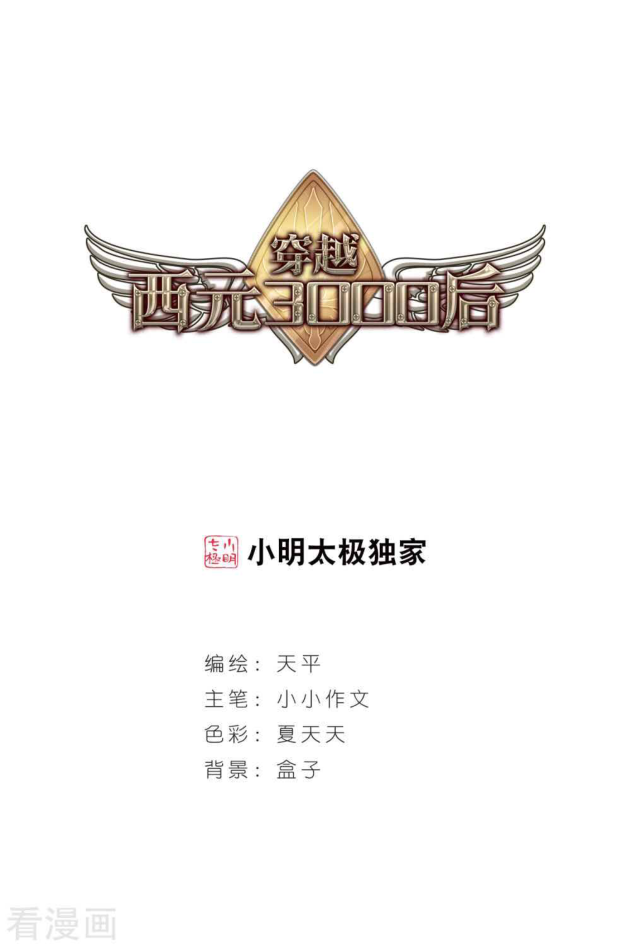 穿越
西元3000后
小明太极
小明太极独家
编绘：天平
主笔：小小作文
色彩：夏天天
背景：盒子
看漫画